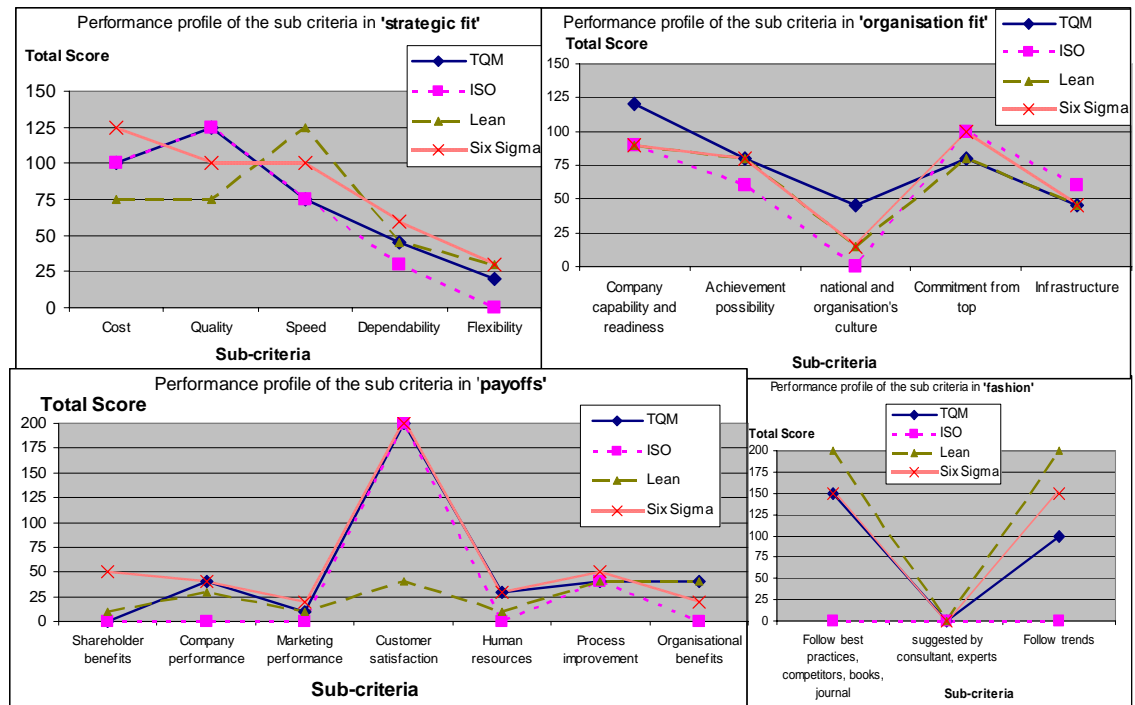 Performance profile of the sub criteria in 'strategic fit'
Total Score
TQM
ISO
Lean
Six Sigma
150
125
100
75
50
25
0
Cost Quality Speed Dependability Flexibility
Sub-criteria
Performance profile of the sub criteria in 'organisation fit'
Total Score
TQM
ISO
Lean
Six Sigma
150
125
100
75
50
25
0
Company capability and readiness
Achievement possibility
national and organisation's culture
Commitment from top
Infrastructure
Sub-criteria
Performance profile of the sub criteria in 'payoffs'
Total Score
TQM
ISO
Lean
Six Sigma
200
175
150
125
100
75
50
25
0
Shareholder benefits
Company performance
Marketing performance
Customer satisfaction
Human resources
Process improvement
Organisational benefits
Sub-criteria
Performance profile of the sub criteria in 'fashion'
Total Score
TQM
ISO
Lean
Six Sigma
200
175
150
125
100
75
50
25
0
Follow best practices, competitors, books, journal
suggested by consultant, experts
Follow trends
Sub-criteria